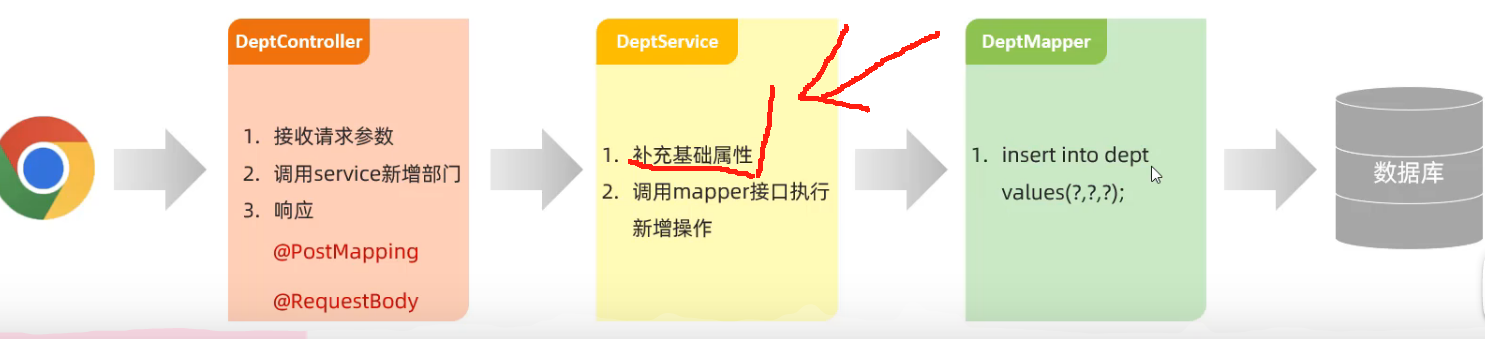 DeptController
1. 接收请求参数
2. 调用service新增部门
3. 响应
@PostMapping
@RequestBody
DeptService
1. 补充基础属性
2. 调用mapper接口执行
新增操作
DeptMapper
1. insert into dept
values(?,?,?);
数据库